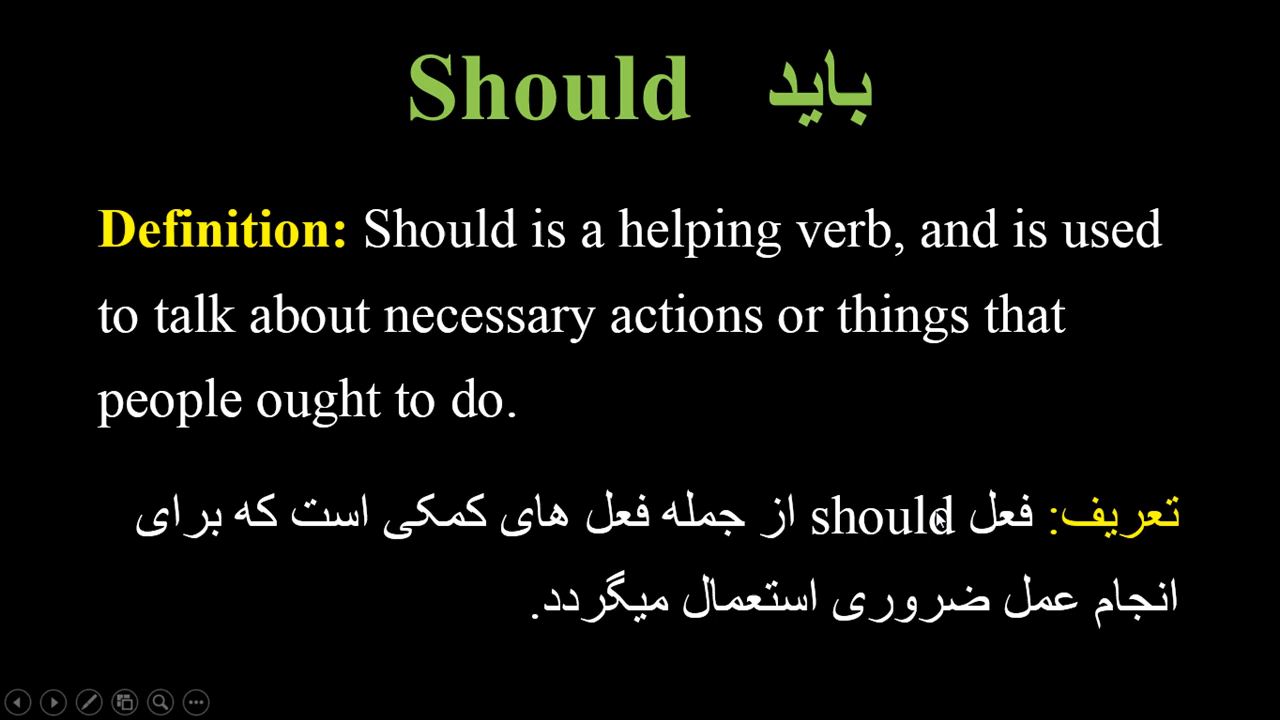 Should باید
Definition: Should is a helping verb, and is used
to talk about necessary actions or things that
people ought to do.
تعریف: فعل should از جمله فعل های کمکی است که برای
انجام عمل ضروری استعمال میگردد.